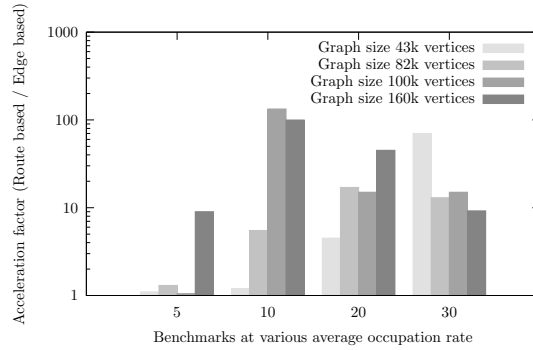 Acceleration factor (Route based / Edge based)
1000
100
10
1
Graph size 43k vertices
Graph size 82k vertices
Graph size 100k vertices
Graph size 160k vertices
5 10 20 30
Benchmarks at various average occupation rate